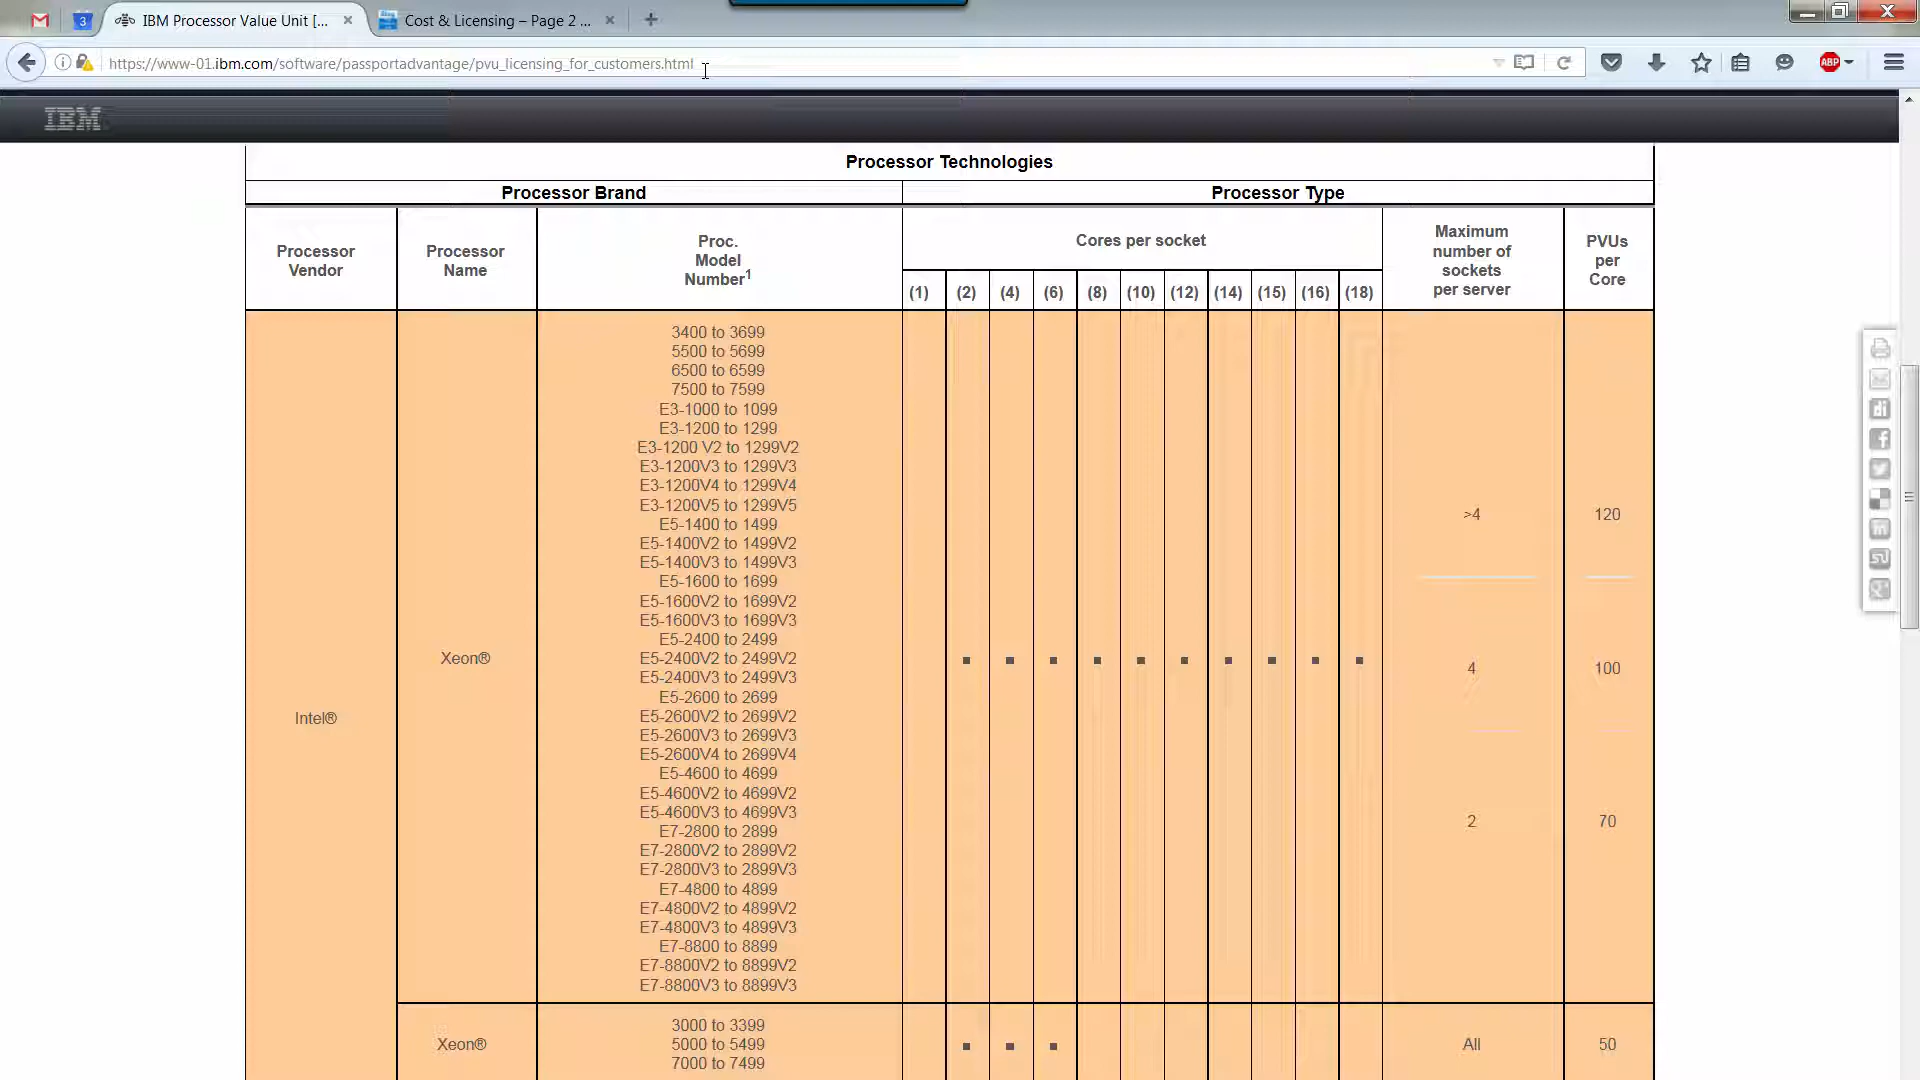 3
IBM Processor Value Unit [...
Cost & Licensing – Page 2 ...
https://www-01.ibm.com/software/passportadvantage/pvu_licensing_for_customers.html
ABP
IBM
Processor Technologies
Processor Brand
Processor Type
Processor Vendor
Processor Name
Proc. Model Number1
Cores per socket
Maximum number of sockets per server
PVUs per Core
(1) (2) (4) (6) (8) (10) (12) (14) (15) (16) (18)
Intel®
Xeon®
3400 to 3699
5500 to 5699
6500 to 6599
7500 to 7599
E3-1000 to 1099
E3-1200 to 1299
E3-1200 V2 to 1299V2
E3-1200V3 to 1299V3
E3-1200V4 to 1299V4
E3-1200V5 to 1299V5
E5-1400 to 1499
E5-1400V2 to 1499V2
E5-1400V3 to 1499V3
E5-1600 to 1699
E5-1600V2 to 1699V2
E5-1600V3 to 1699V3
E5-2400 to 2499
E5-2400V2 to 2499V2
E5-2400V3 to 2499V3
E5-2600 to 2699
E5-2600V2 to 2699V2
E5-2600V3 to 2699V3
E5-2600V4 to 2699V4
E5-4600 to 4699
E5-4600V2 to 4699V2
E5-4600V3 to 4699V3
E7-2800 to 2899
E7-2800V2 to 2899V2
E7-2800V3 to 2899V3
E7-4800 to 4899
E7-4800V2 to 4899V2
E7-4800V3 to 4899V3
E7-8800 to 8899
E7-8800V2 to 8899V2
E7-8800V3 to 8899V3
>4 120
4 100
2 70
Xeon®
3000 to 3399
5000 to 5499
7000 to 7499
All 50